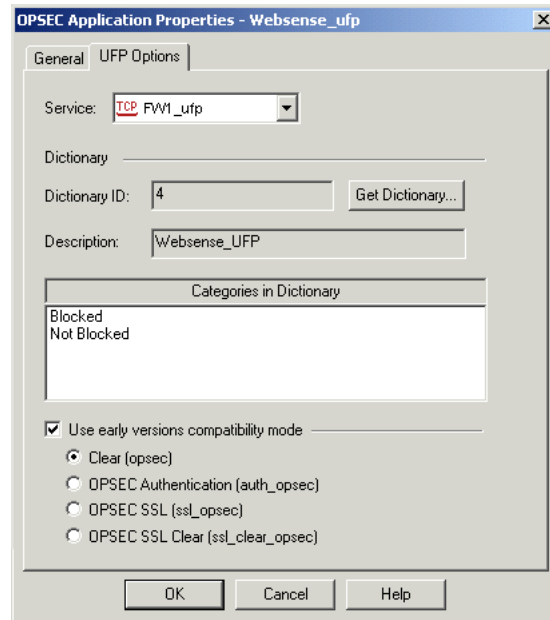 OPSEC Application Properties - Websense_ufp
General UFP Options
Service: TCP FW1_ufp
Dictionary
Dictionary ID: 4 Get Dictionary...
Description: Websense_UFP
Categories in Dictionary
Blocked
Not Blocked
Use early versions compatibility mode
Clear (opsec)
OPSEC Authentication (auth_opsec)
OPSEC SSL (ssl_opsec)
OPSEC SSL Clear (ssl_clear_opsec)
OK Cancel Help